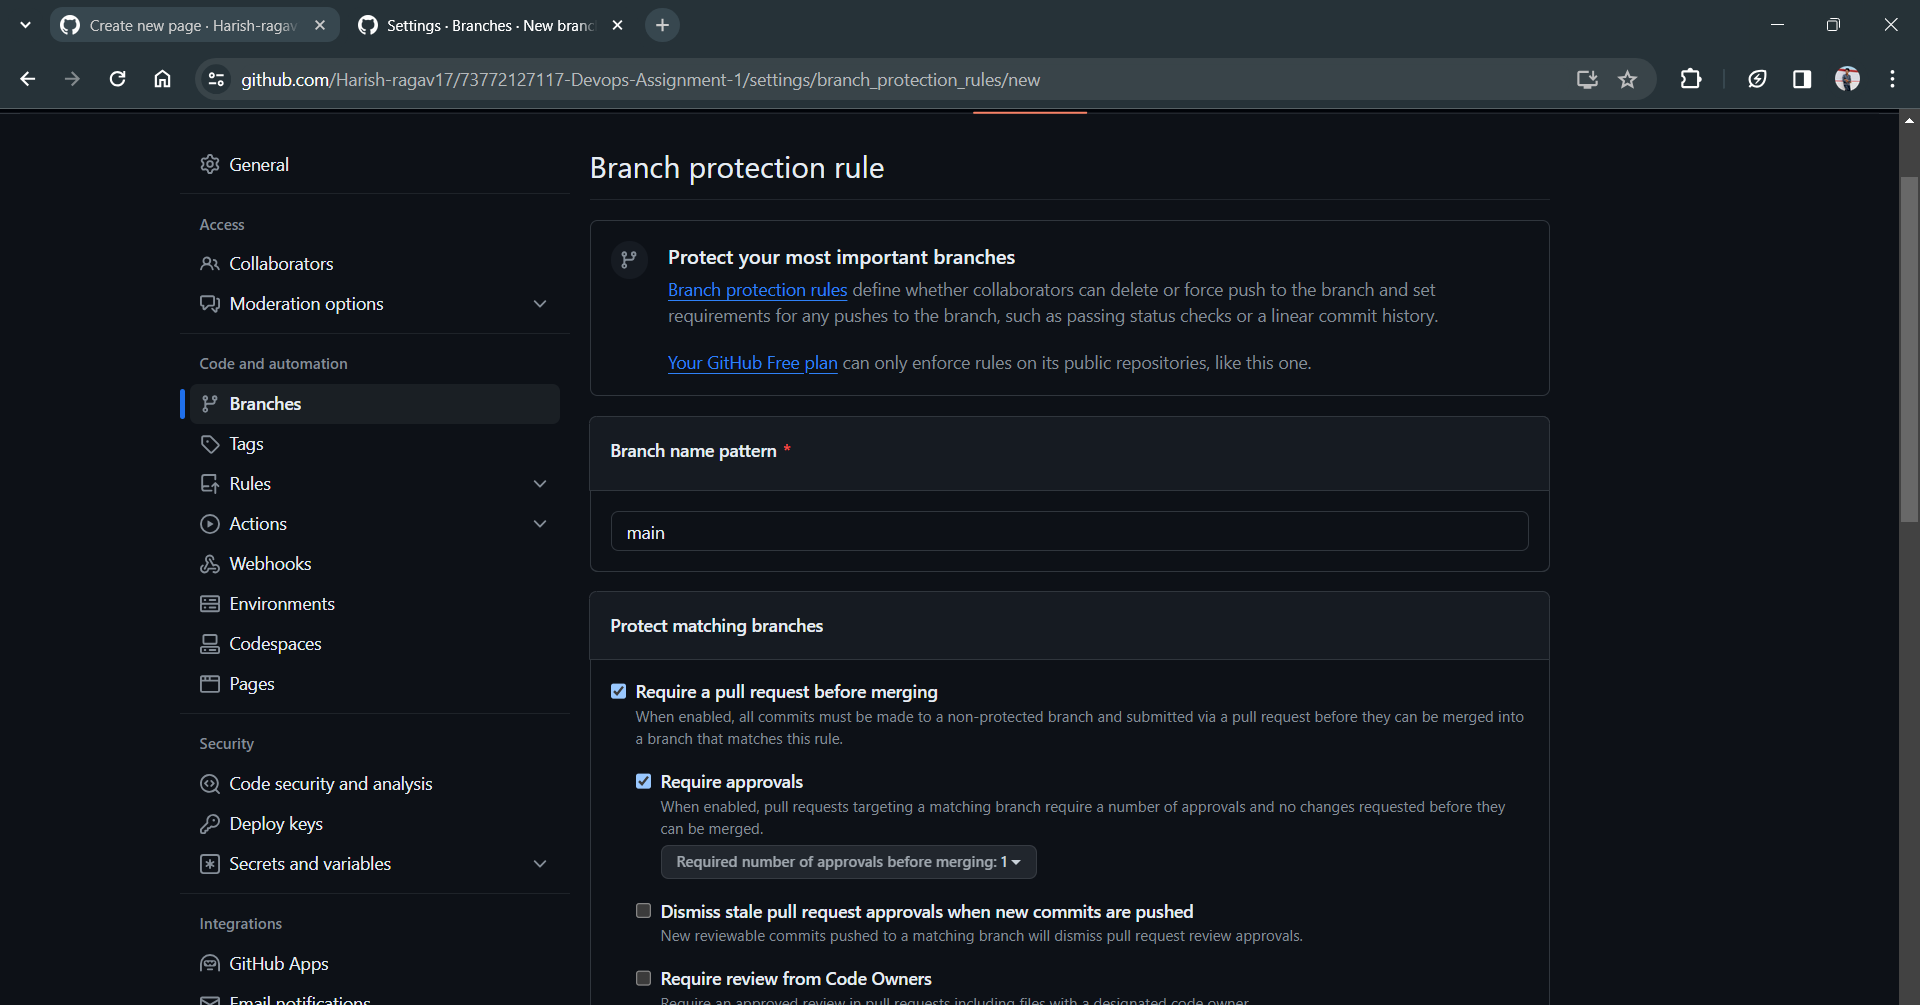 Create new page · Harish-ragav
Settings · Branches · New branc
github.com/Harish-ragav17/73772127117-Devops-Assignment-1/settings/branch_protection_rules/new
General
Access
Collaborators
Moderation options
Code and automation
Branches
Tags
Rules
Actions
Webhooks
Environments
Codespaces
Pages
Security
Code security and analysis
Deploy keys
Secrets and variables
Integrations
GitHub Apps
Email notifications
Branch protection rule
Protect your most important branches
Branch protection rules define whether collaborators can delete or force push to the branch and set
requirements for any pushes to the branch, such as passing status checks or a linear commit history.
Your GitHub Free plan can only enforce rules on its public repositories, like this one.
Branch name pattern *
main
Protect matching branches
Require a pull request before merging
When enabled, all commits must be made to a non-protected branch and submitted via a pull request before they can be merged into
a branch that matches this rule.
Require approvals
When enabled, pull requests targeting a matching branch require a number of approvals and no changes requested before they
can be merged.
Required number of approvals before merging: 1
Dismiss stale pull request approvals when new commits are pushed
New reviewable commits pushed to a matching branch will dismiss pull request review approvals.
Require review from Code Owners
Require an approved review in pull requests including files with a designated code owner.